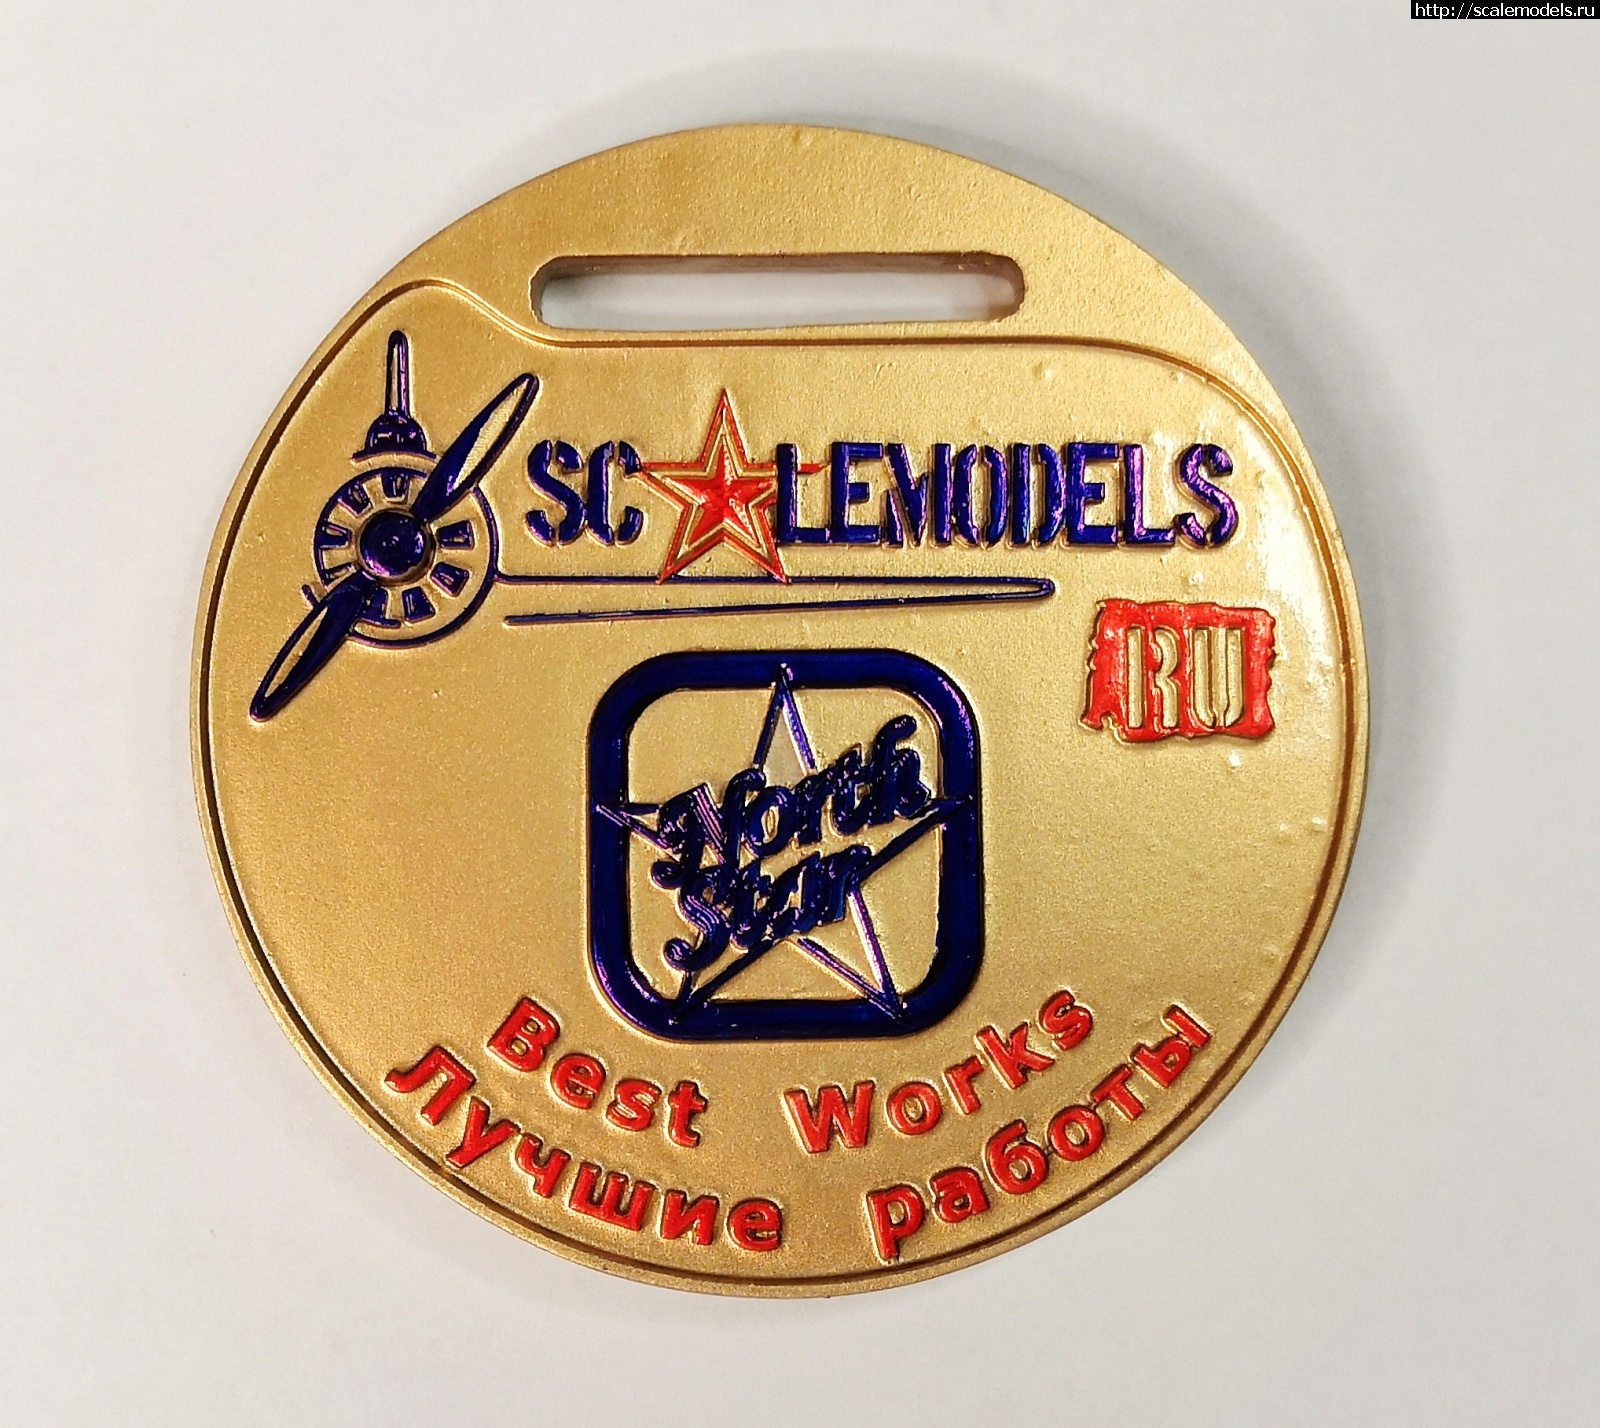 http://scalemodels.ru
SC★LEMODELS
RU
North
Star
Best Works
Лучшие работы